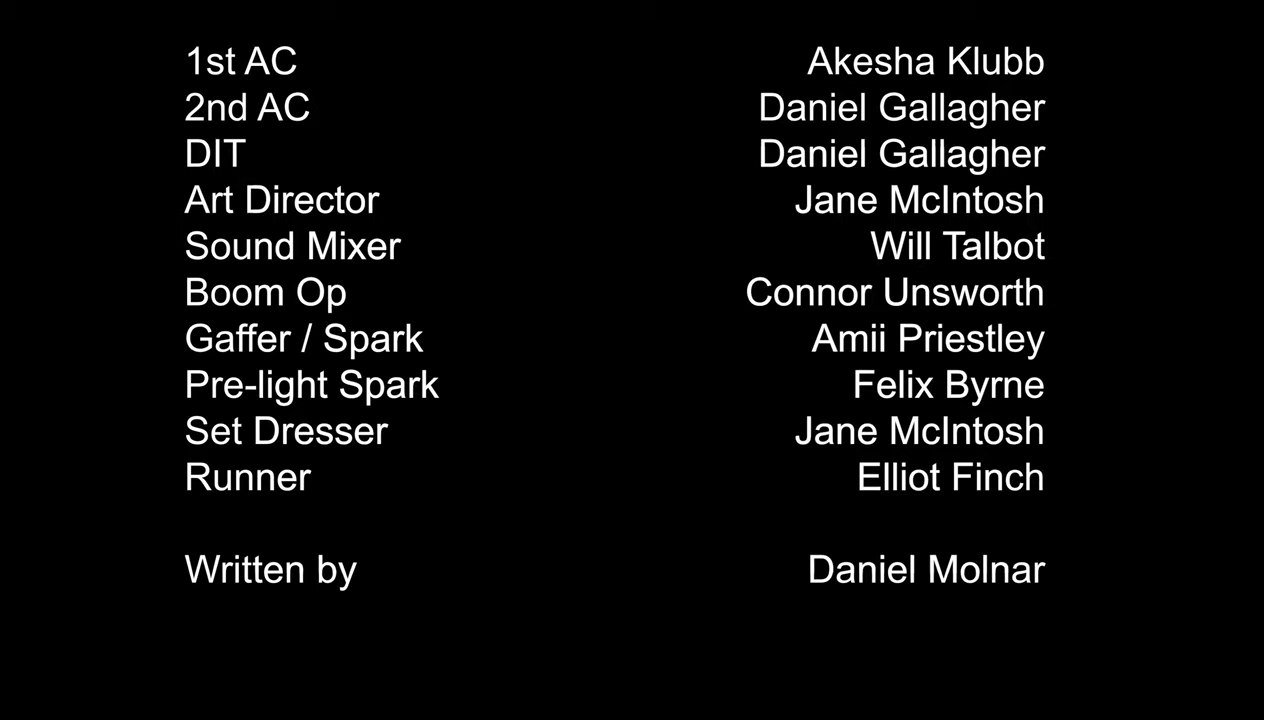 1st AC Akesha Klubb
2nd AC Daniel Gallagher
DIT Daniel Gallagher
Art Director Jane McIntosh
Sound Mixer Will Talbot
Boom Op Connor Unsworth
Gaffer / Spark Amii Priestley
Pre-light Spark Felix Byrne
Set Dresser Jane McIntosh
Runner Elliot Finch
Written by Daniel Molnar